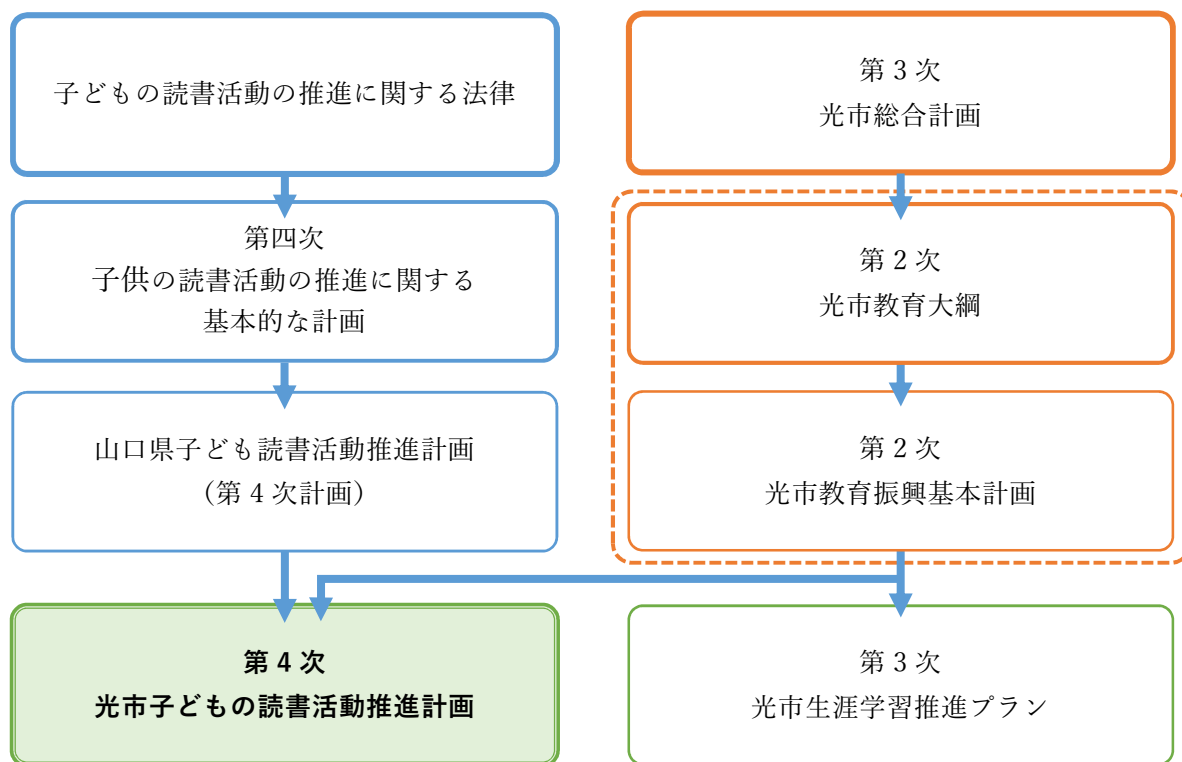 子どもの読書活動の推進に関する法律
第四次
子供の読書活動の推進に関する
基本的な計画
山口県子ども読書活動推進計画
（第４次計画）
第４次
光市子どもの読書活動推進計画
第３次
光市総合計画
第２次
光市教育大綱
第２次
光市教育振興基本計画
第３次
光市生涯学習推進プラン